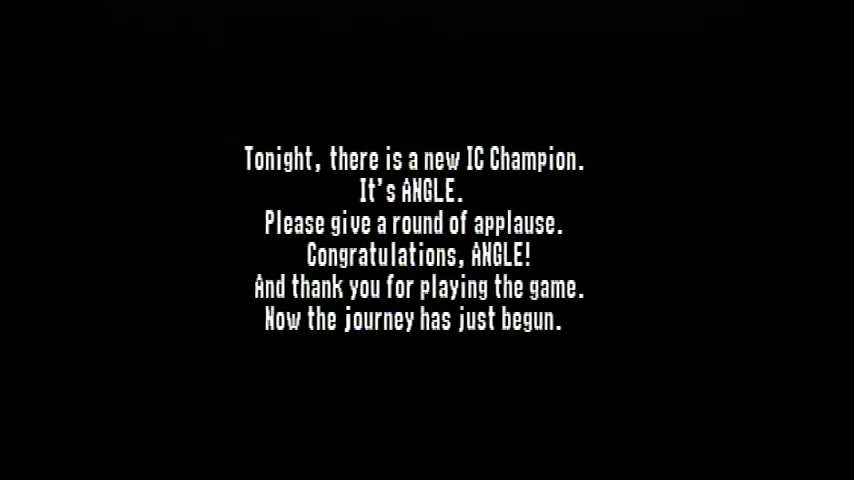 Tonight, there is a new IC Champion.
It's ANGLE.
Please give a round of applause.
Congratulations, ANGLE!
And thank you for playing the game.
Now the journey has just begun.